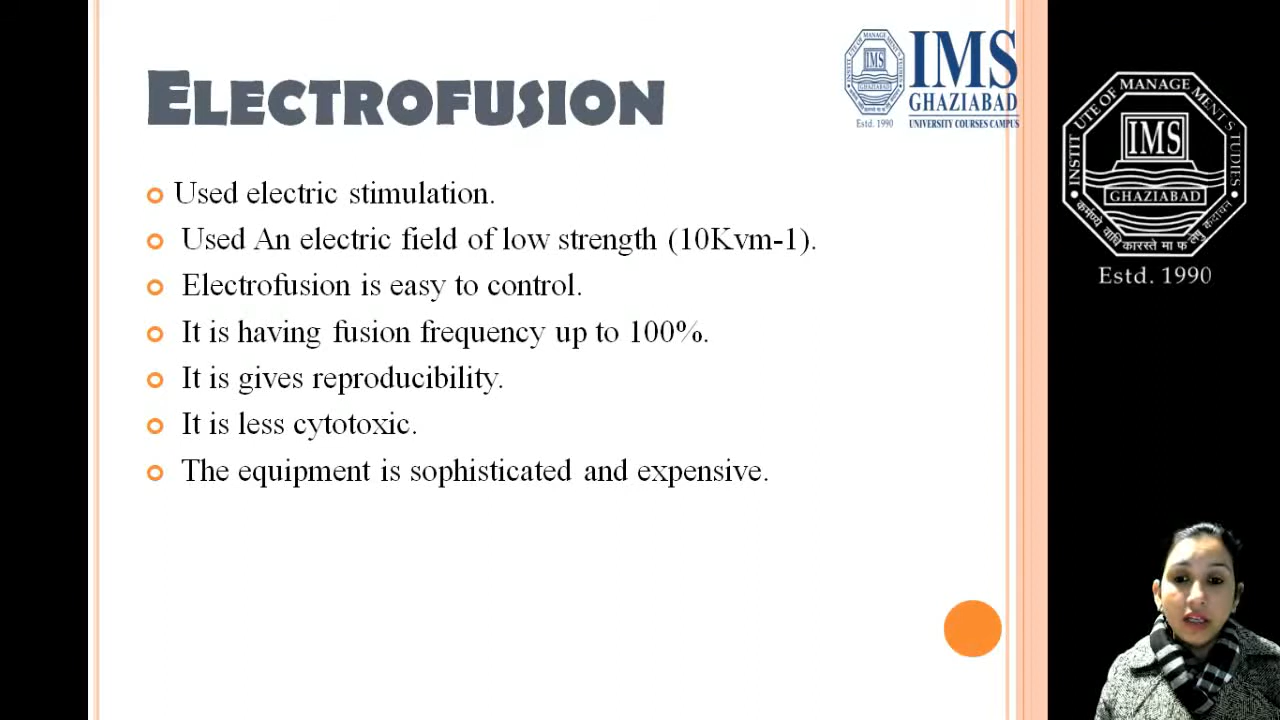 ELECTROFUSION
Used electric stimulation.
Used An electric field of low strength (10Kvm-1).
Electrofusion is easy to control.
It is having fusion frequency up to 100%.
It is gives reproducibility.
It is less cytotoxic.
The equipment is sophisticated and expensive.
IMS
GHAZIABAD
UNIVERSITY COURSES CAMPUS
IMS
Estd. 1990
INSTITUTE OF MANAGEMENT STUDIES
IMS
GHAZIABAD
Estd. 1990